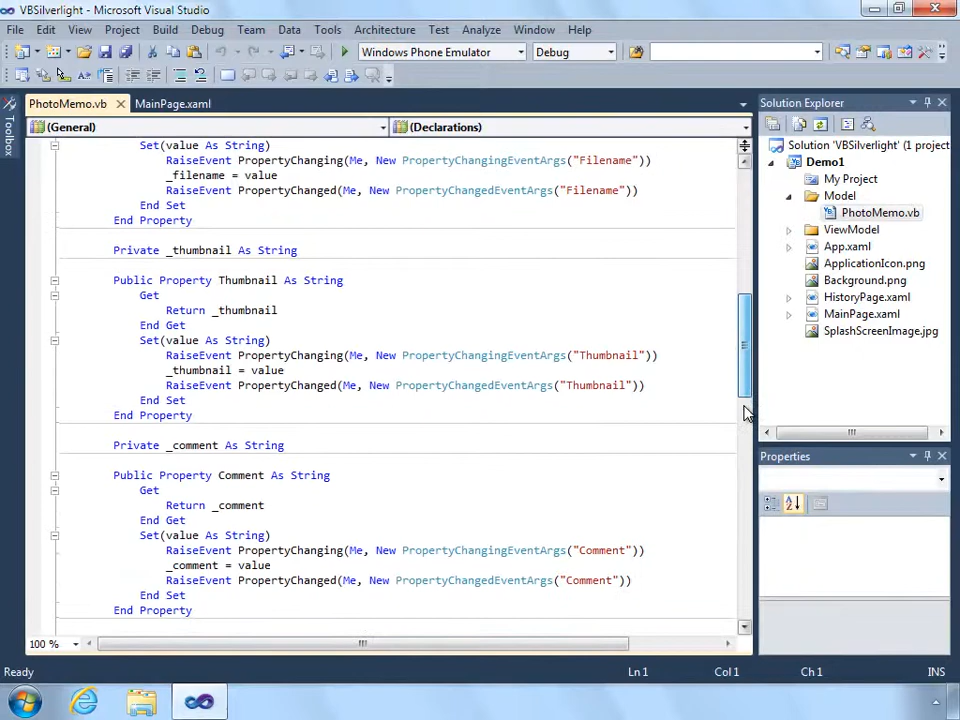 VBSilverlight - Microsoft Visual Studio
File Edit View Project Build Debug Team Data Tools Architecture Test Analyze Window Help
Windows Phone Emulator Debug
PhotoMemo.vb MainPage.xaml
Toolbox
(General) (Declarations)
Set(value As String)
RaiseEvent PropertyChanging(Me, New PropertyChangingEventArgs("Filename"))
_filename = value
RaiseEvent PropertyChanged(Me, New PropertyChangedEventArgs("Filename"))
End Set
End Property
Private _thumbnail As String
Public Property Thumbnail As String
Get
Return _thumbnail
End Get
Set(value As String)
RaiseEvent PropertyChanging(Me, New PropertyChangingEventArgs("Thumbnail"))
_thumbnail = value
RaiseEvent PropertyChanged(Me, New PropertyChangedEventArgs("Thumbnail"))
End Set
End Property
Private _comment As String
Public Property Comment As String
Get
Return _comment
End Get
Set(value As String)
RaiseEvent PropertyChanging(Me, New PropertyChangingEventArgs("Comment"))
_comment = value
RaiseEvent PropertyChanged(Me, New PropertyChangedEventArgs("Comment"))
End Set
End Property
100 %
Solution Explorer
Solution 'VBSilverlight' (1 project
Demo1
My Project
Model
PhotoMemo.vb
ViewModel
App.xaml
ApplicationIcon.png
Background.png
HistoryPage.xaml
MainPage.xaml
SplashScreenImage.jpg
Properties
Ready Ln 1 Col 1 Ch 1 INS